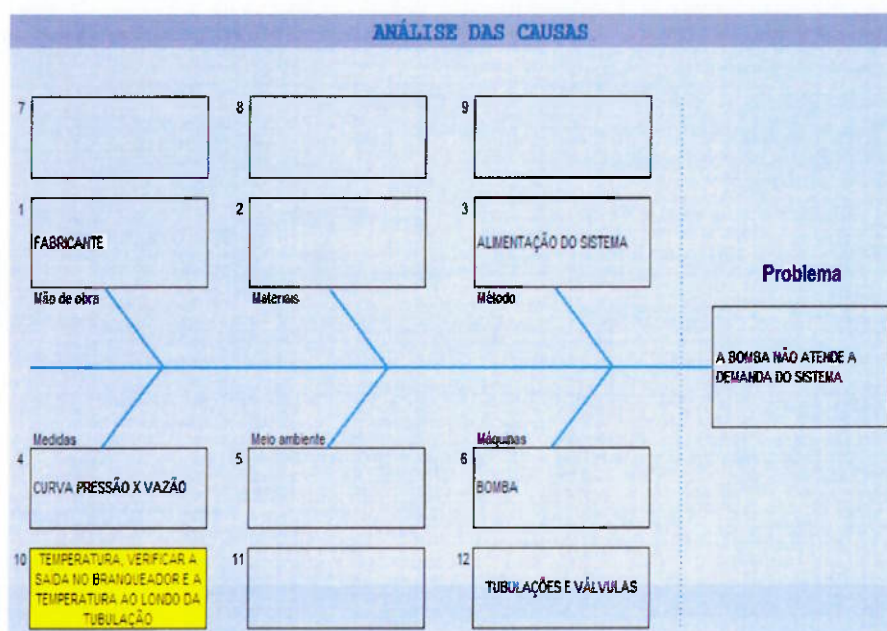 ANÁLISE DAS CAUSAS
7
8
9
1
FABRICANTE
Mão de obra
2
Materiais
3
ALIMENTAÇÃO DO SISTEMA
Método
Problema
A BOMBA NÃO ATENDE A
DEMANDA DO SISTEMA
Medidas
4
CURVA PRESSÃO X VAZÃO
Meio ambiente
5
Máquinas
6
BOMBA
10
TEMPERATURA, VERIFICAR A
SAIDA NO BRANQUEADOR E A
TEMPERATURA AO LONDO DA
TUBULAÇÃO
11
12
TUBULAÇÕES E VÁLVULAS